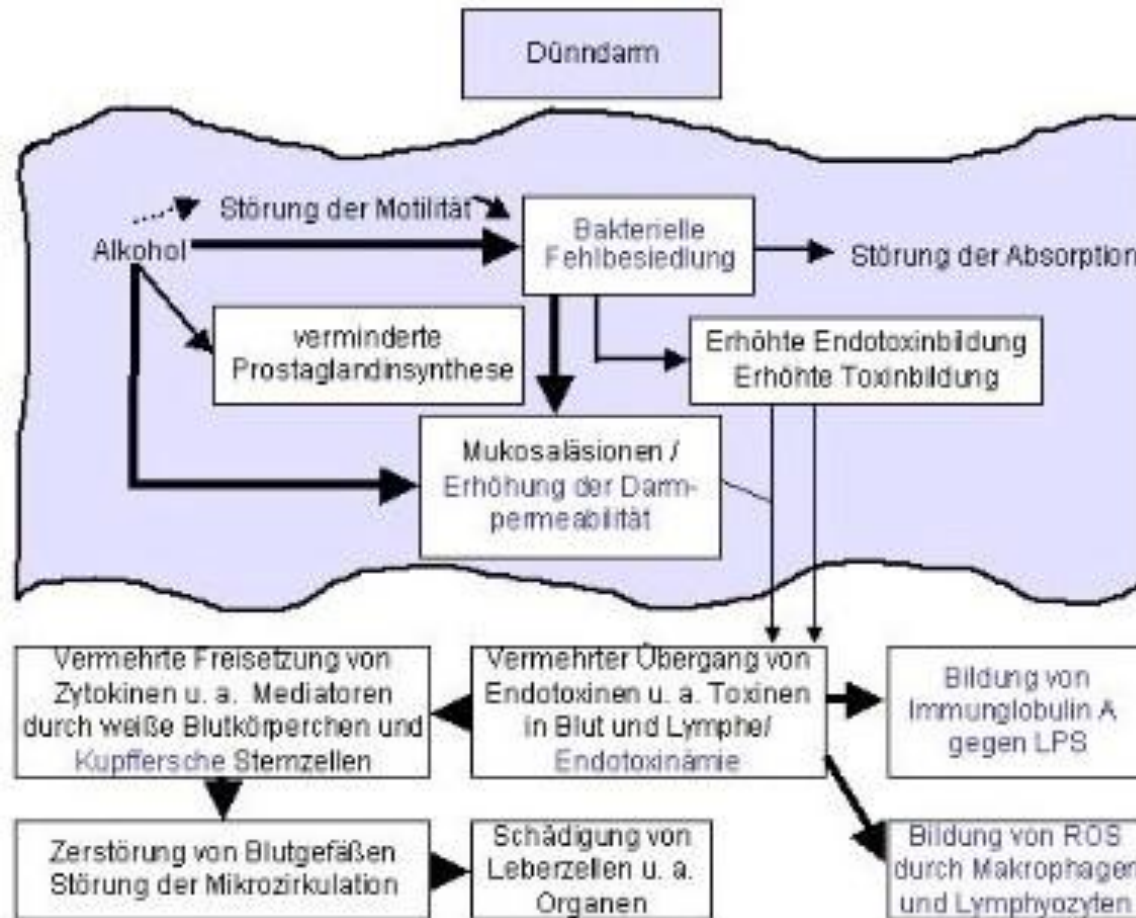 Dünndarm
Störung der Motilität
Alkohol
Bakterielle
Fehlbesiedlung
Störung der Absorption
verminderte
Prostaglandinsynthese
Erhöhte Endotoxinbildung
Erhöhte Toxinbildung
Mukosaläsionen /
Erhöhung der Darm-
permeabilität
Vermehrte Freisetzung von
Zytokinen u. a. Mediatoren
durch weiße Blutkörperchen und
Kupffersche Sternzellen
Vermehrter Übergang von
Endotoxinen u. a. Toxinen
in Blut und Lymphe/
Endotoxinämie
Bildung von
Immunglobulin A
gegen LPS
Zerstörung von Blutgefäßen
Störung der Mikrozirkulation
Schädigung von
Leberzellen u. a.
Organen
Bildung von ROS
durch Makrophagen
und Lymphyozyten